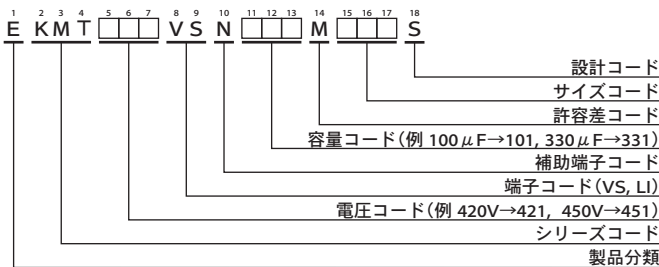 1 2 3 4 5 6 7 8 9 10 11 12 13 14 15 16 17 18
E KMT □□□ VS N □□□ M □□□ S
設計コード
サイズコード
許容差コード
容量コード(例 100μF→101, 330μF→331)
補助端子コード
端子コード(VS, LI)
電圧コード(例 420V→421, 450V→451)
シリーズコード
製品分類